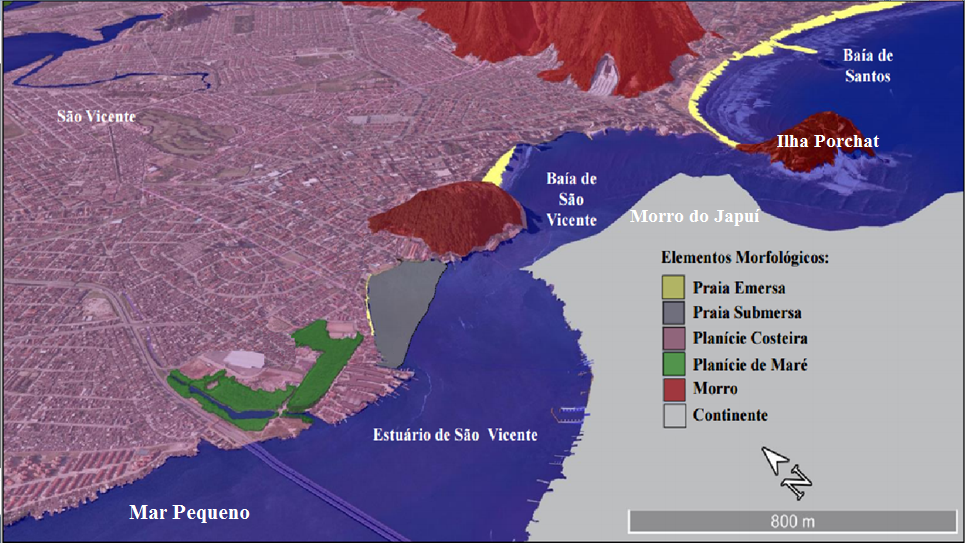 Baía de
Santos
São Vicente
Ilha Porchat
Baía de
São
Vicente
Morro do Japuí
Elementos Morfológicos:
Praia Emersa
Praia Submersa
Planície Costeira
Planície de Maré
Morro
Continente
Estuário de São Vicente
N
Mar Pequeno
800 m